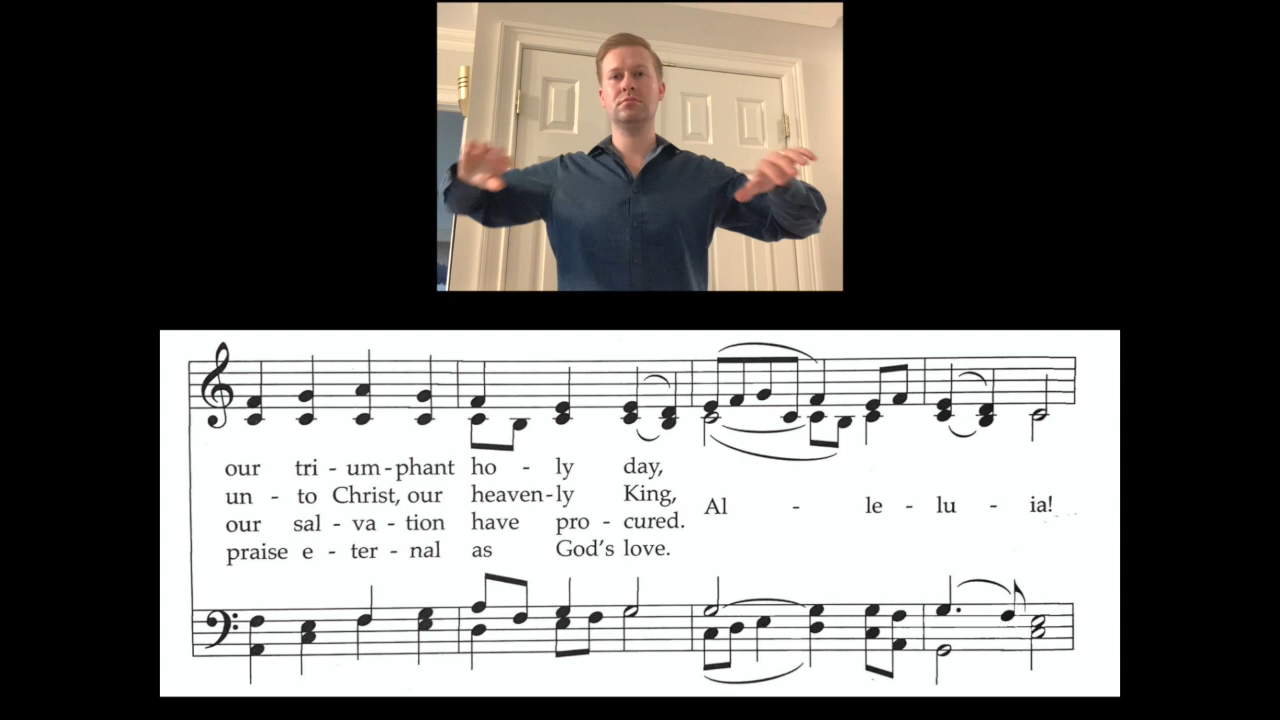 our tri - um - phant ho - ly day,
un - to Christ, our heaven - ly King,
Al - le - lu - ia!
our sal - va - tion have pro - cured.
praise e - ter - nal as God's love.